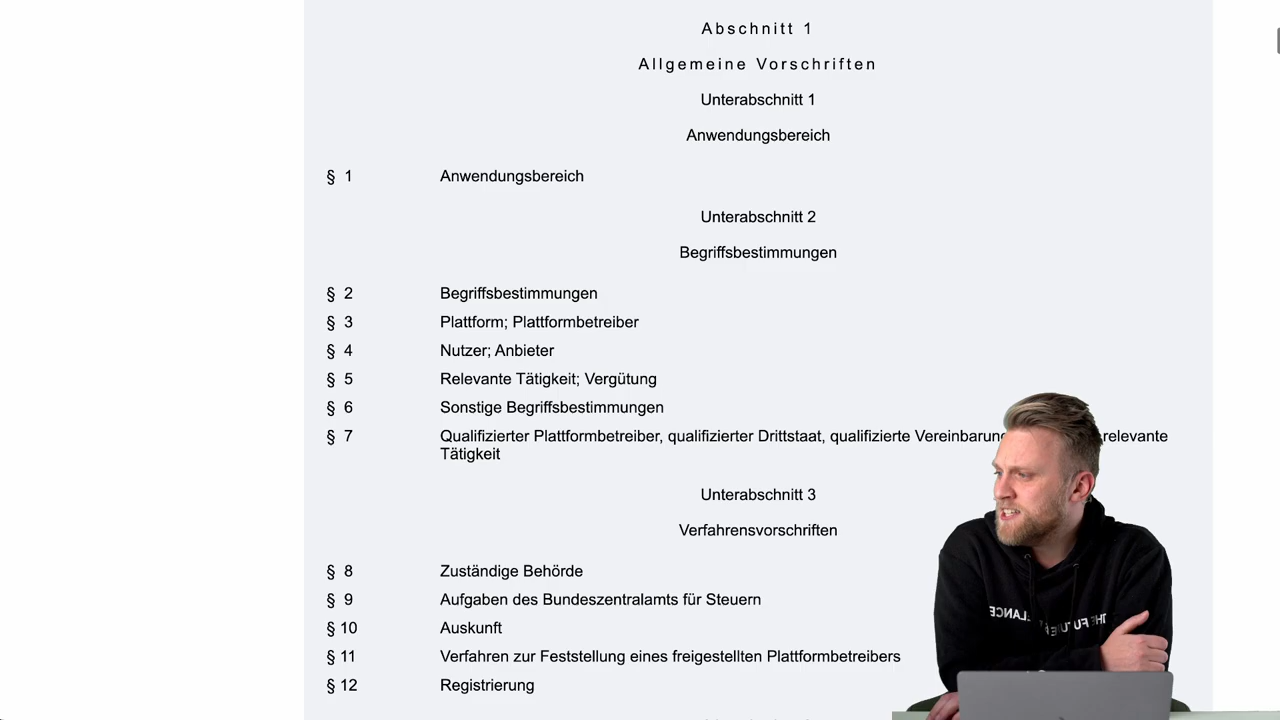 Abschnitt 1
Allgemeine Vorschriften
Unterabschnitt 1
Anwendungsbereich
§ 1 Anwendungsbereich
Unterabschnitt 2
Begriffsbestimmungen
§ 2 Begriffsbestimmungen
§ 3 Plattform; Plattformbetreiber
§ 4 Nutzer; Anbieter
§ 5 Relevante Tätigkeit; Vergütung
§ 6 Sonstige Begriffsbestimmungen
§ 7 Qualifizierter Plattformbetreiber, qualifizierter Drittstaat, qualifizierte relevante
Tätigkeit
Unterabschnitt 3
Verfahrensvorschriften
§ 8 Zuständige Behörde
§ 9 Aufgaben des Bundeszentralamts für Steuern
§ 10 Auskunft
§ 11 Verfahren zur Feststellung eines freigestellten Plattformbetreibers
§ 12 Registrierung
THE